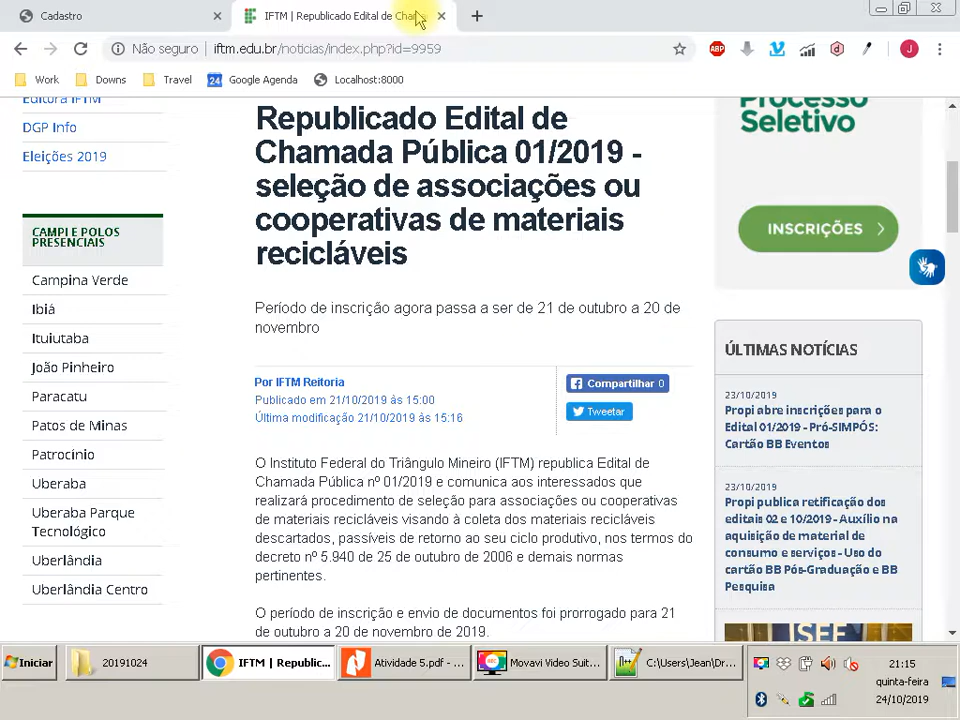 Cadastro
IFTM | Republicado Edital de Cha
Não seguro | iftm.edu.br/noticias/index.php?id=9959
ABP
J
Work
Downs
Travel
24
Google Agenda
Localhost:8000
Editora IFTM
DGP Info
Eleições 2019
CAMPI E POLOS
PRESENCIAIS
Campina Verde
Ibiá
Ituiutaba
João Pinheiro
Paracatu
Patos de Minas
Patrocínio
Uberaba
Uberaba Parque
Tecnológico
Uberlândia
Uberlândia Centro
Republicado Edital de
Chamada Pública 01/2019 -
seleção de associações ou
cooperativas de materiais
recicláveis
Período de inscrição agora passa a ser de 21 de outubro a 20 de
novembro
Por IFTM Reitoria
Publicado em 21/10/2019 às 15:00
Última modificação 21/10/2019 às 15:16
Compartilhar 0
Tweetar
O Instituto Federal do Triângulo Mineiro (IFTM) republica Edital de
Chamada Pública nº 01/2019 e comunica aos interessados que
realizará procedimento de seleção para associações ou cooperativas
de materiais recicláveis visando à coleta dos materiais recicláveis
descartados, passíveis de retorno ao seu ciclo produtivo, nos termos do
decreto nº 5.940 de 25 de outubro de 2006 e demais normas
pertinentes.
O período de inscrição e envio de documentos foi prorrogado para 21
de outubro a 20 de novembro de 2019.
Processo
Seletivo
INSCRIÇÕES
ÚLTIMAS NOTÍCIAS
23/10/2019
Propi abre inscrições para o
Edital 01/2019 - Pró-SIMPÓS:
Cartão BB Eventos
23/10/2019
Propi publica retificação dos
editais 02 e 10/2019 - Auxílio na
aquisição de material de
consumo e serviços - Uso do
cartão BB Pós-Graduação e BB
Pesquisa
Iniciar
20191024
IFTM | Republic...
Atividade 5.pdf - ...
Movavi Video Suit...
C:\Users\Jean\Dr...
21:15
quinta-feira
24/10/2019